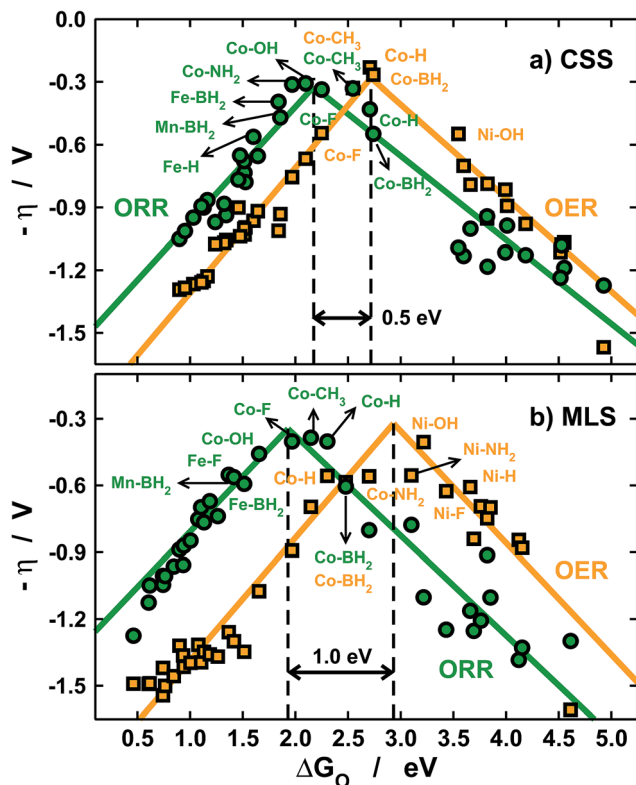 a) CSS
Co-CH₃
Co-OH
Co-CH₃
Co-H
Co-NH₂
Co-BH₂
Fe-BH₂
Mn-BH₂
Co-F
Co-H
Ni-OH
Fe-H
Co-F
Co-BH₂
ORR
OER
0.5 eV
-0.0
-0.3
-0.6
-0.9
-1.2
-1.5
- η / V
b) MLS
Co-CH₃
Co-F
Co-H
Ni-OH
Co-OH
Ni-NH₂
Fe-F
Mn-BH₂
Co-H
Ni-H
Fe-BH₂
Co-NH₂
Ni-F
Co-BH₂
Co-BH₂
OER
ORR
1.0 eV
-0.3
-0.6
-0.9
-1.2
-1.5
- η / V
0.5 1.0 1.5 2.0 2.5 3.0 3.5 4.0 4.5 5.0
ΔG_O / eV